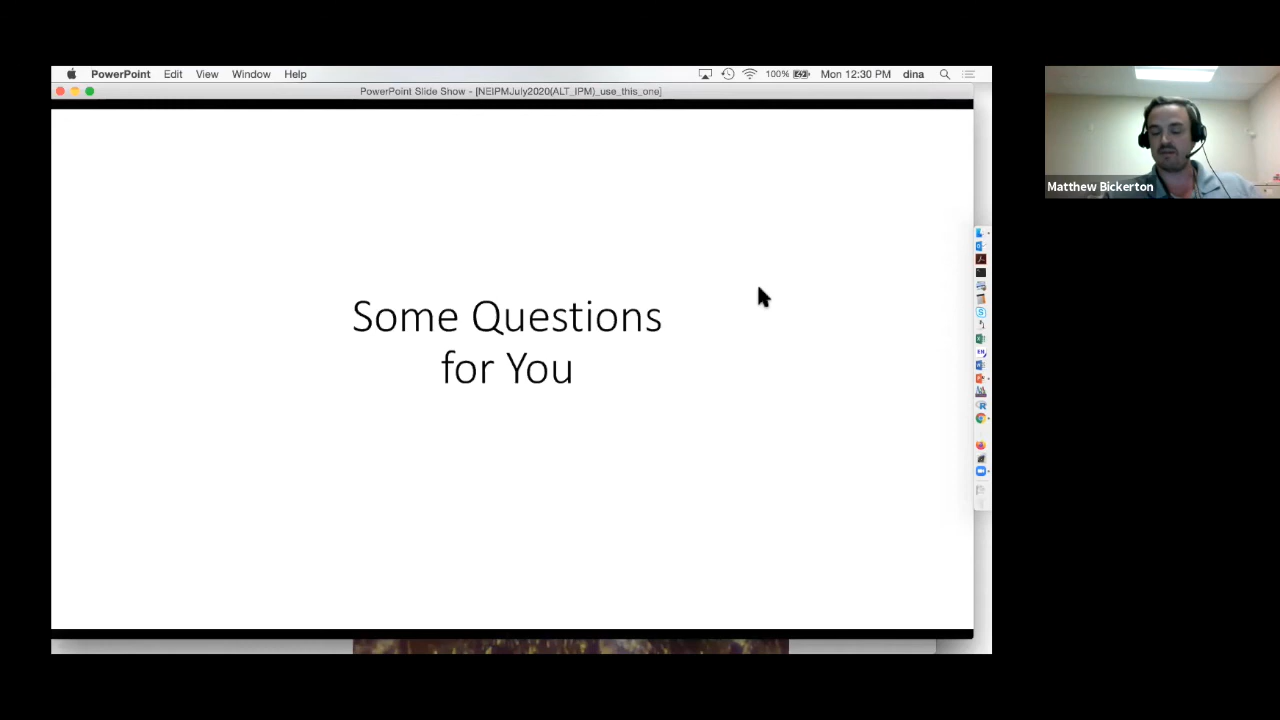 PowerPoint Edit View Window Help 100% Mon 12:30 PM dina
PowerPoint Slide Show - [NEIPMJuly2020(ALT_IPM)_use_this_one]
Some Questions
for You
Matthew Bickerton